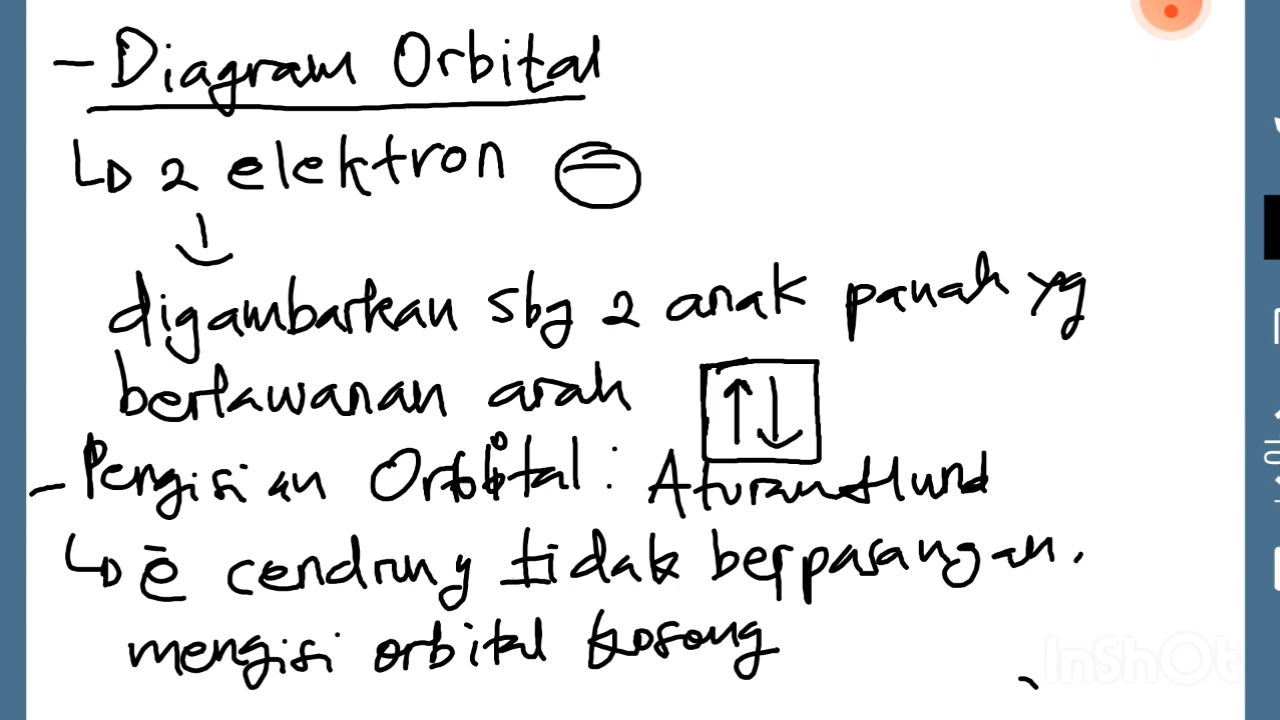 - Diagram Orbital
↳ 2 elektron
digambarkan sbg 2 anak panah yg
berlawanan arah ↑↓
- Pengisian Orbital : Aturan Hund
↳ e cendrung tidak berpasangan.
mengisi orbital kosong
InShOt